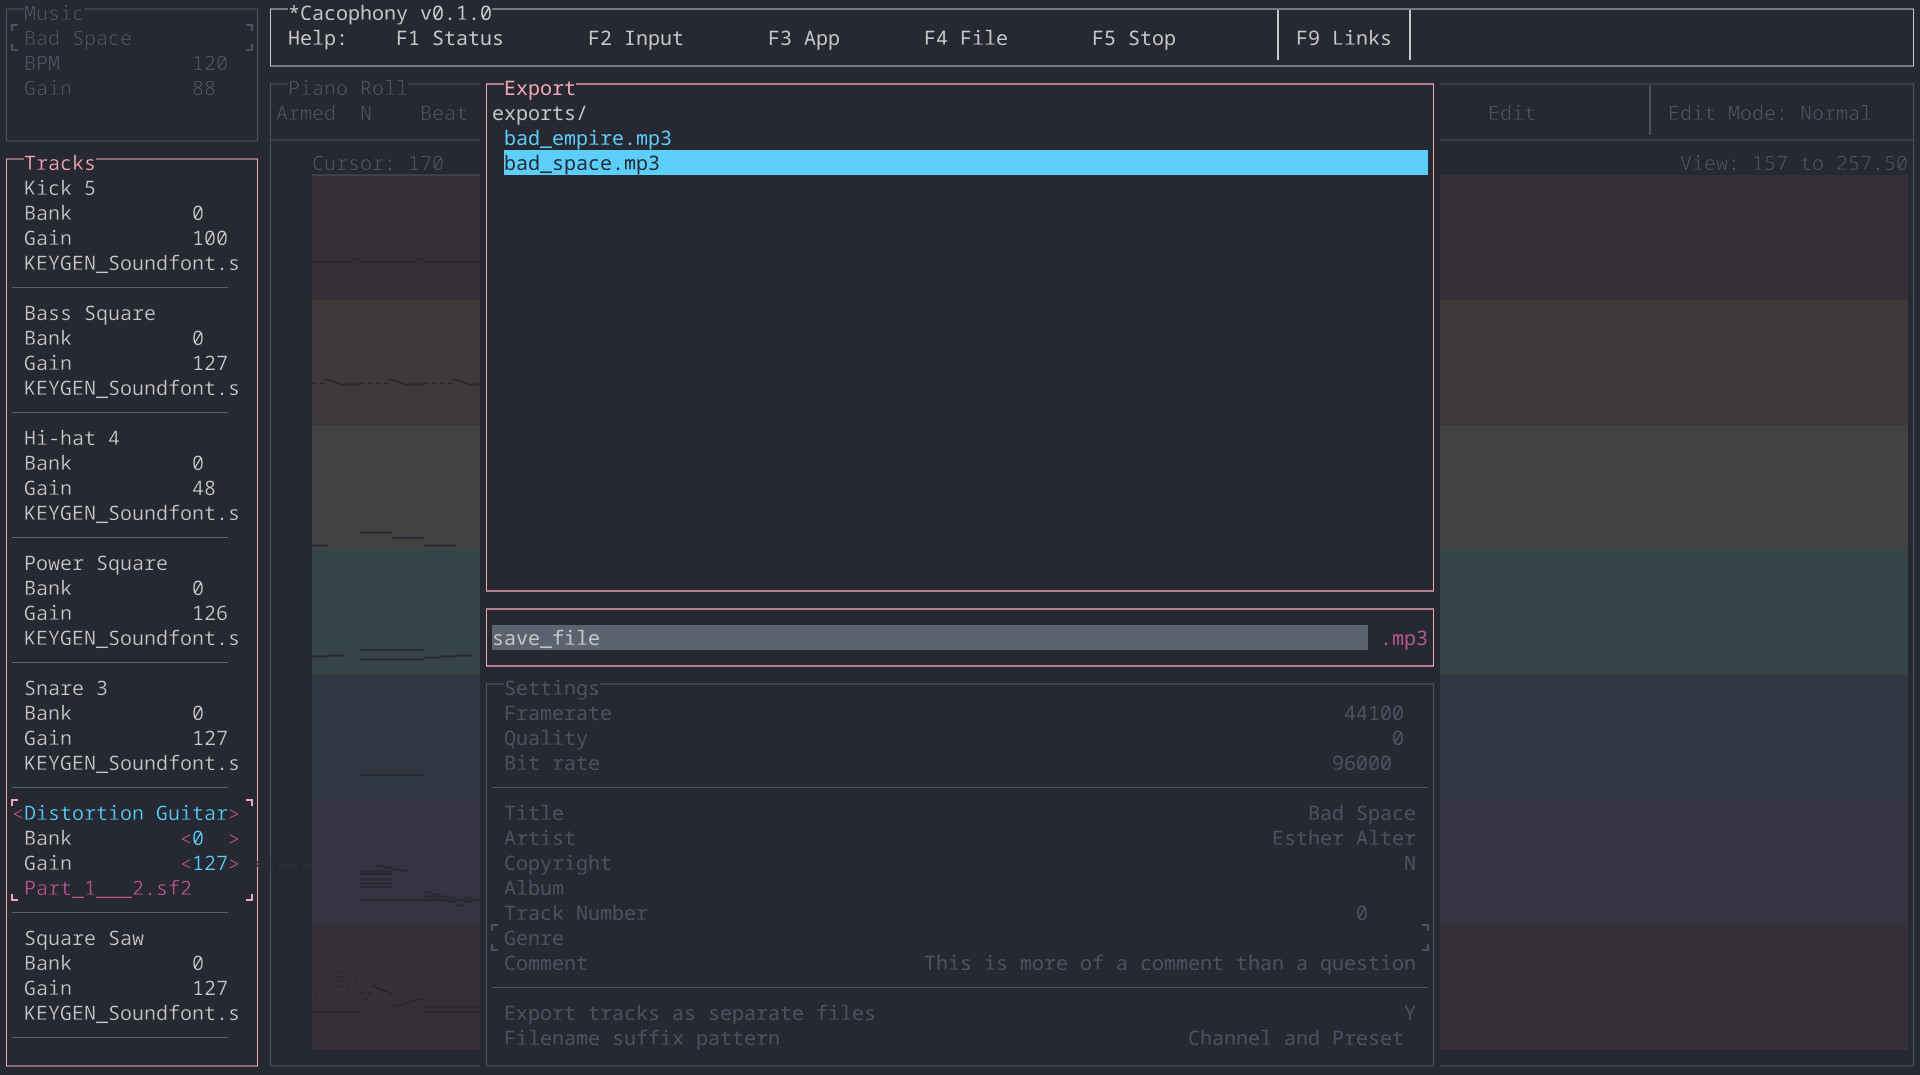 Music
Bad Space
BPM 120
Gain 88
*Cacophony v0.1.0
Help: F1 Status F2 Input F3 App F4 File F5 Stop F9 Links
Tracks
Kick 5
Bank 0
Gain 100
KEYGEN_Soundfont.s
Bass Square
Bank 0
Gain 127
KEYGEN_Soundfont.s
Hi-hat 4
Bank 0
Gain 48
KEYGEN_Soundfont.s
Power Square
Bank 0
Gain 126
KEYGEN_Soundfont.s
Snare 3
Bank 0
Gain 127
KEYGEN_Soundfont.s
<Distortion Guitar>
Bank <0 >
Gain <127>
Part_1___2.sf2
Square Saw
Bank 0
Gain 127
KEYGEN_Soundfont.s
Piano Roll
Armed N Beat
Edit Edit Mode: Normal
Cursor: 170
View: 157 to 257.50
Export
exports/
bad_empire.mp3
bad_space.mp3
save_file .mp3
Settings
Framerate 44100
Quality 0
Bit rate 96000
Title Bad Space
Artist Esther Alter
Copyright N
Album
Track Number 0
Genre
Comment This is more of a comment than a question
Export tracks as separate files Y
Filename suffix pattern Channel and Preset